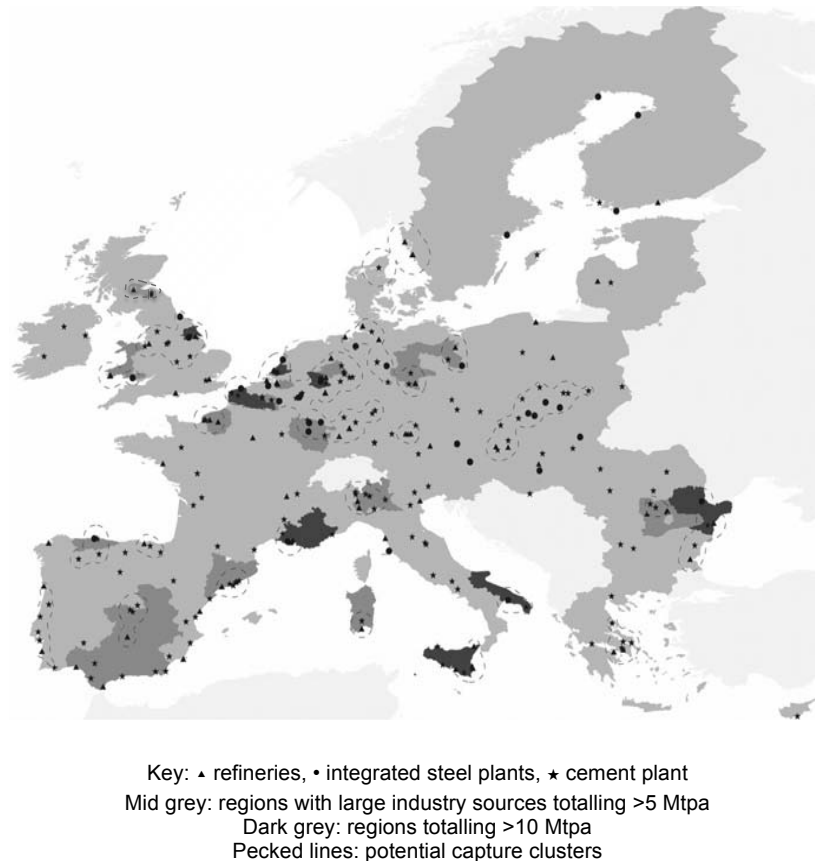 Key: ▲ refineries, • integrated steel plants, ★ cement plant
Mid grey: regions with large industry sources totalling >5 Mtpa
Dark grey: regions totalling >10 Mtpa
Pecked lines: potential capture clusters